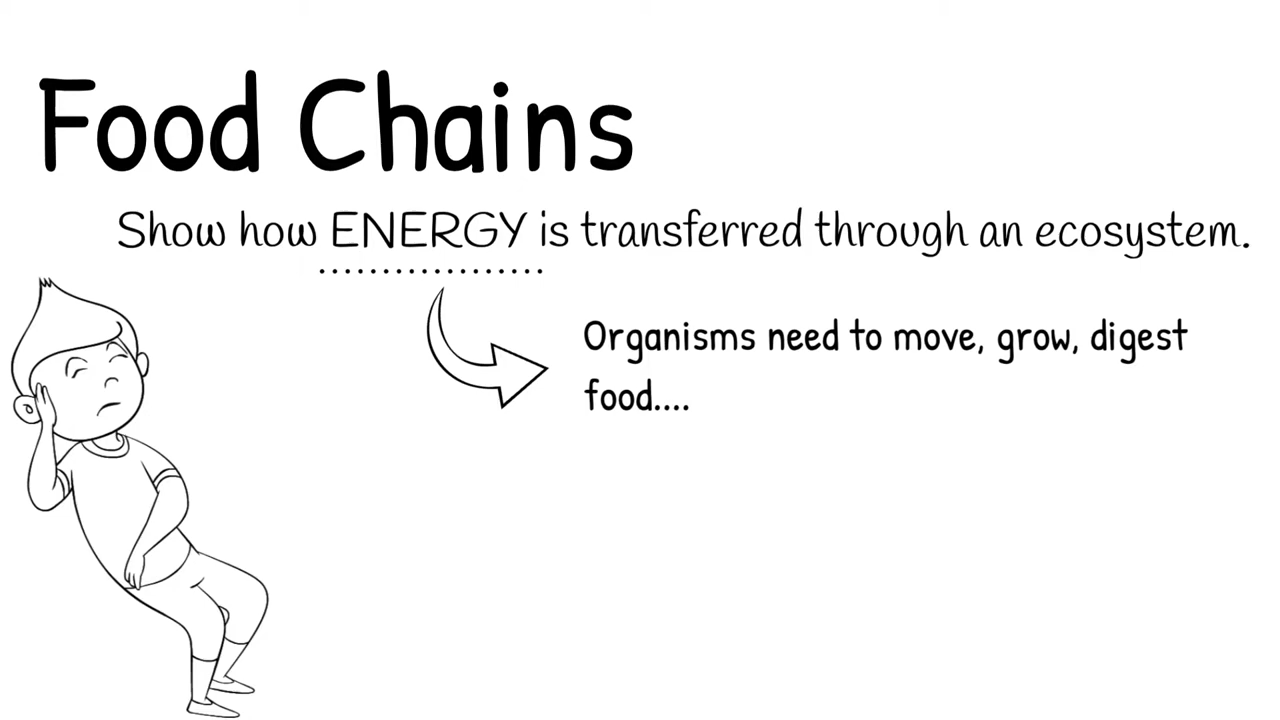 Food Chains
Show how ENERGY is transferred through an ecosystem.
Organisms need to move, grow, digest
food....